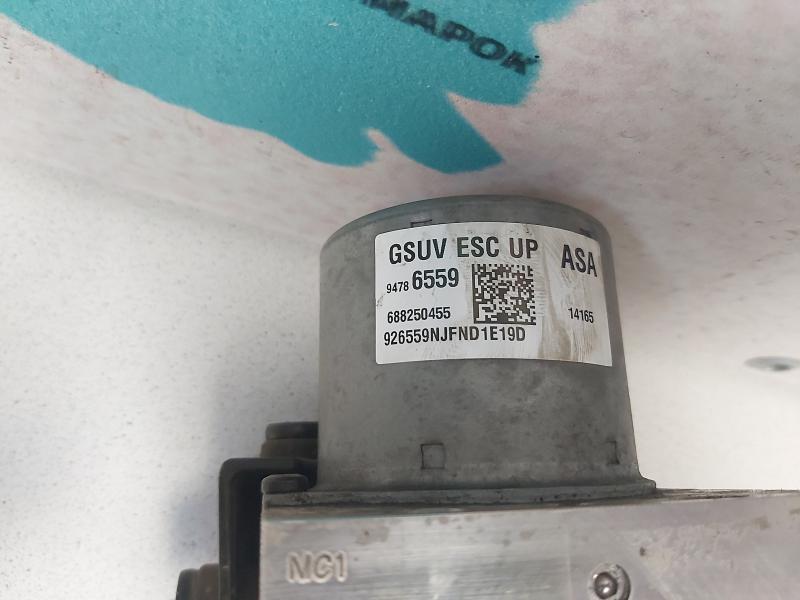 МАРОК
GSUV ESC UP ASA
9478 6559
688250455 14165
926559NJFND1E19D
NC1